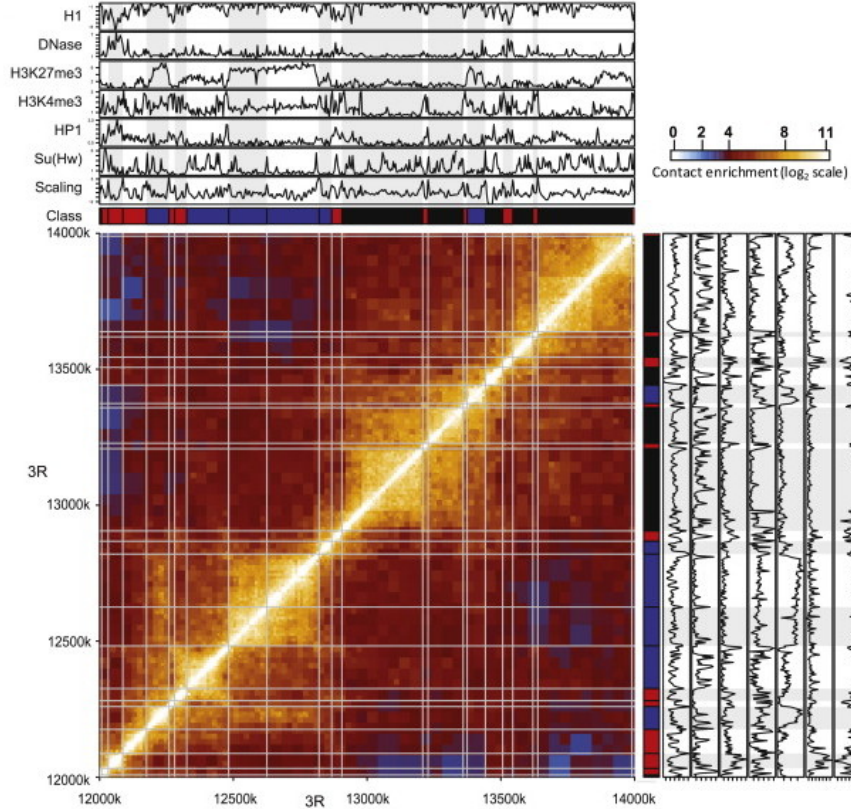 H1
DNase
H3K27me3
H3K4me3
HP1
Su(Hw)
Scaling
Class
0 2 4 8 11
Contact enrichment (log2 scale)
14000k
13500k
3R
13000k
12500k
12000k
12000k 12500k 13000k 13500k 14000k
3R